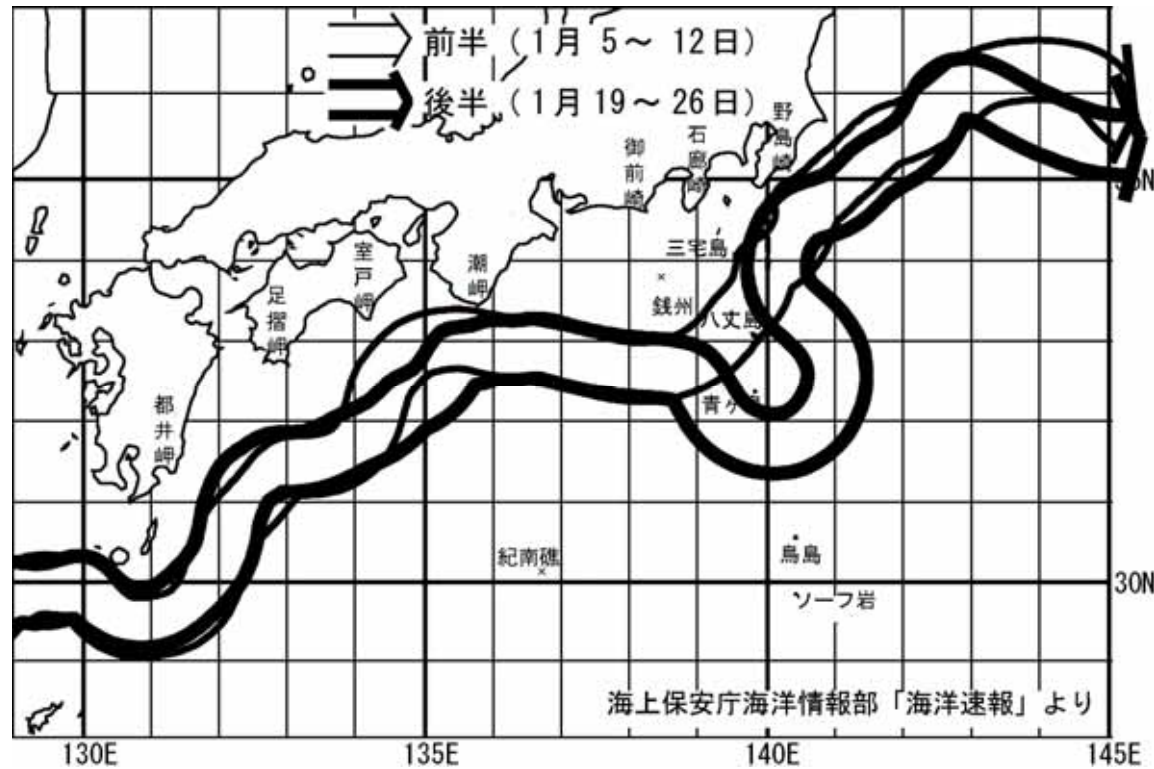 前半（1月 5～ 12日）
後半（1月 19～ 26日）
野島崎
石廊崎
御前崎
35N
三宅島
室戸岬
潮岬
足摺岬
銭州
八丈島
青ヶ島
都井岬
紀南礁
鳥島
30N
ソーフ岩
海上保安庁海洋情報部「海洋速報」より
130E
135E
140E
145E